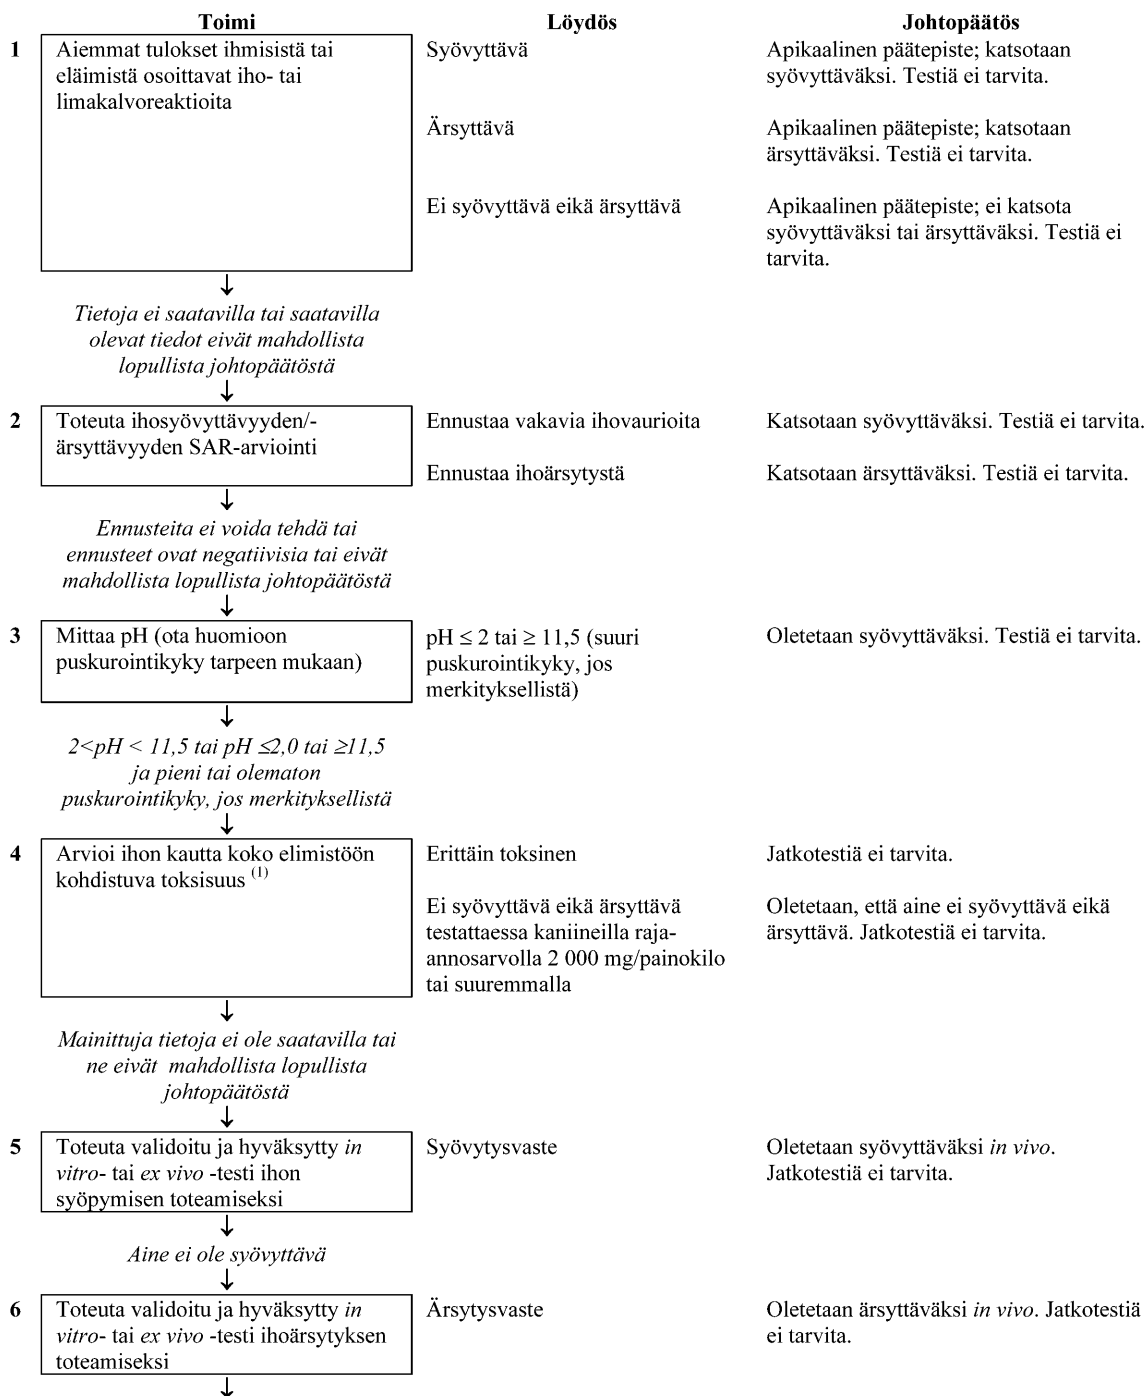 Toimi Löydös Johtopäätös
1 Aiemmat tulokset ihmisistä tai
eläimistä osoittavat iho- tai
limakalvoreaktioita
Syövyttävä
Apikaalinen päätepiste; katsotaan
syövyttäväksi. Testiä ei tarvita.
Ärsyttävä
Apikaalinen päätepiste; katsotaan
ärsyttäväksi. Testiä ei tarvita.
Ei syövyttävä eikä ärsyttävä
Apikaalinen päätepiste; ei katsota
syövyttäväksi tai ärsyttäväksi. Testiä ei
tarvita.
Tietoja ei saatavilla tai saatavilla
olevat tiedot eivät mahdollista
lopullista johtopäätöstä
2 Toteuta ihosyövyttävyyden/-
ärsyttävyyden SAR-arviointi
Ennustaa vakavia ihovaurioita
Katsotaan syövyttäväksi. Testiä ei tarvita.
Ennustaa ihoärsytystä
Katsotaan ärsyttäväksi. Testiä ei tarvita.
Ennusteita ei voida tehdä tai
ennusteet ovat negatiivisia tai eivät
mahdollista lopullista johtopäätöstä
3 Mittaa pH (ota huomioon
puskurointikyky tarpeen mukaan)
pH ≤ 2 tai ≥ 11,5 (suuri
puskurointikyky, jos
merkityksellistä)
Oletetaan syövyttäväksi. Testiä ei tarvita.
2<pH < 11,5 tai pH ≤2,0 tai ≥11,5
ja pieni tai olematon
puskurointikyky, jos merkityksellistä
4 Arvioi ihon kautta koko elimistöön
kohdistuva toksisuus (1)
Erittäin toksinen
Jatkotestiä ei tarvita.
Ei syövyttävä eikä ärsyttävä
testattaessa kaniineilla raja-
annosarvolla 2 000 mg/painokilo
tai suuremmalla
Oletetaan, että aine ei syövyttävä eikä
ärsyttävä. Jatkotestiä ei tarvita.
Mainittuja tietoja ei ole saatavilla tai
ne eivät mahdollista lopullista
johtopäätöstä
5 Toteuta validoitu ja hyväksytty in
vitro- tai ex vivo -testi ihon
syöpymisen toteamiseksi
Syövytysvaste
Oletetaan syövyttäväksi in vivo.
Jatkotestiä ei tarvita.
Aine ei ole syövyttävä
6 Toteuta validoitu ja hyväksytty in
vitro- tai ex vivo -testi ihoärsytyksen
toteamiseksi
Ärsytysvaste
Oletetaan ärsyttäväksi in vivo. Jatkotestiä
ei tarvita.